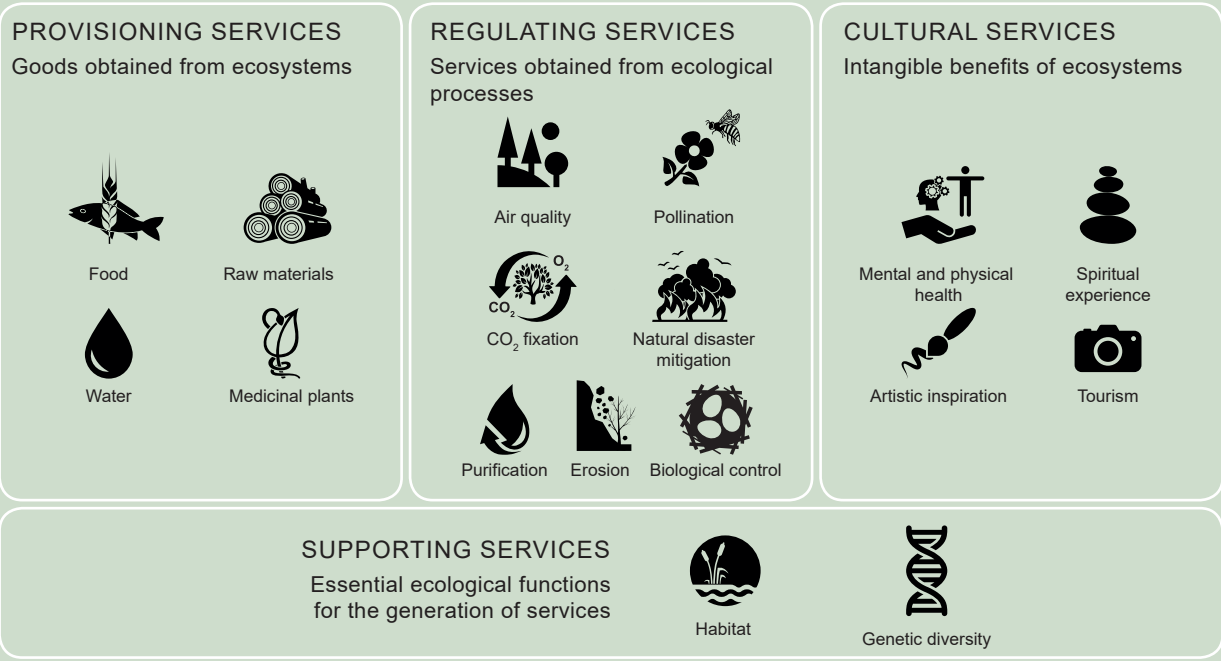 PROVISIONING SERVICES
Goods obtained from ecosystems
Food
Raw materials
Water
Medicinal plants
REGULATING SERVICES
Services obtained from ecological
processes
Air quality
Pollination
O₂
CO₂
CO₂ fixation
Natural disaster
mitigation
Purification
Erosion
Biological control
CULTURAL SERVICES
Intangible benefits of ecosystems
Mental and physical
health
Spiritual
experience
Artistic inspiration
Tourism
SUPPORTING SERVICES
Essential ecological functions
for the generation of services
Habitat
Genetic diversity